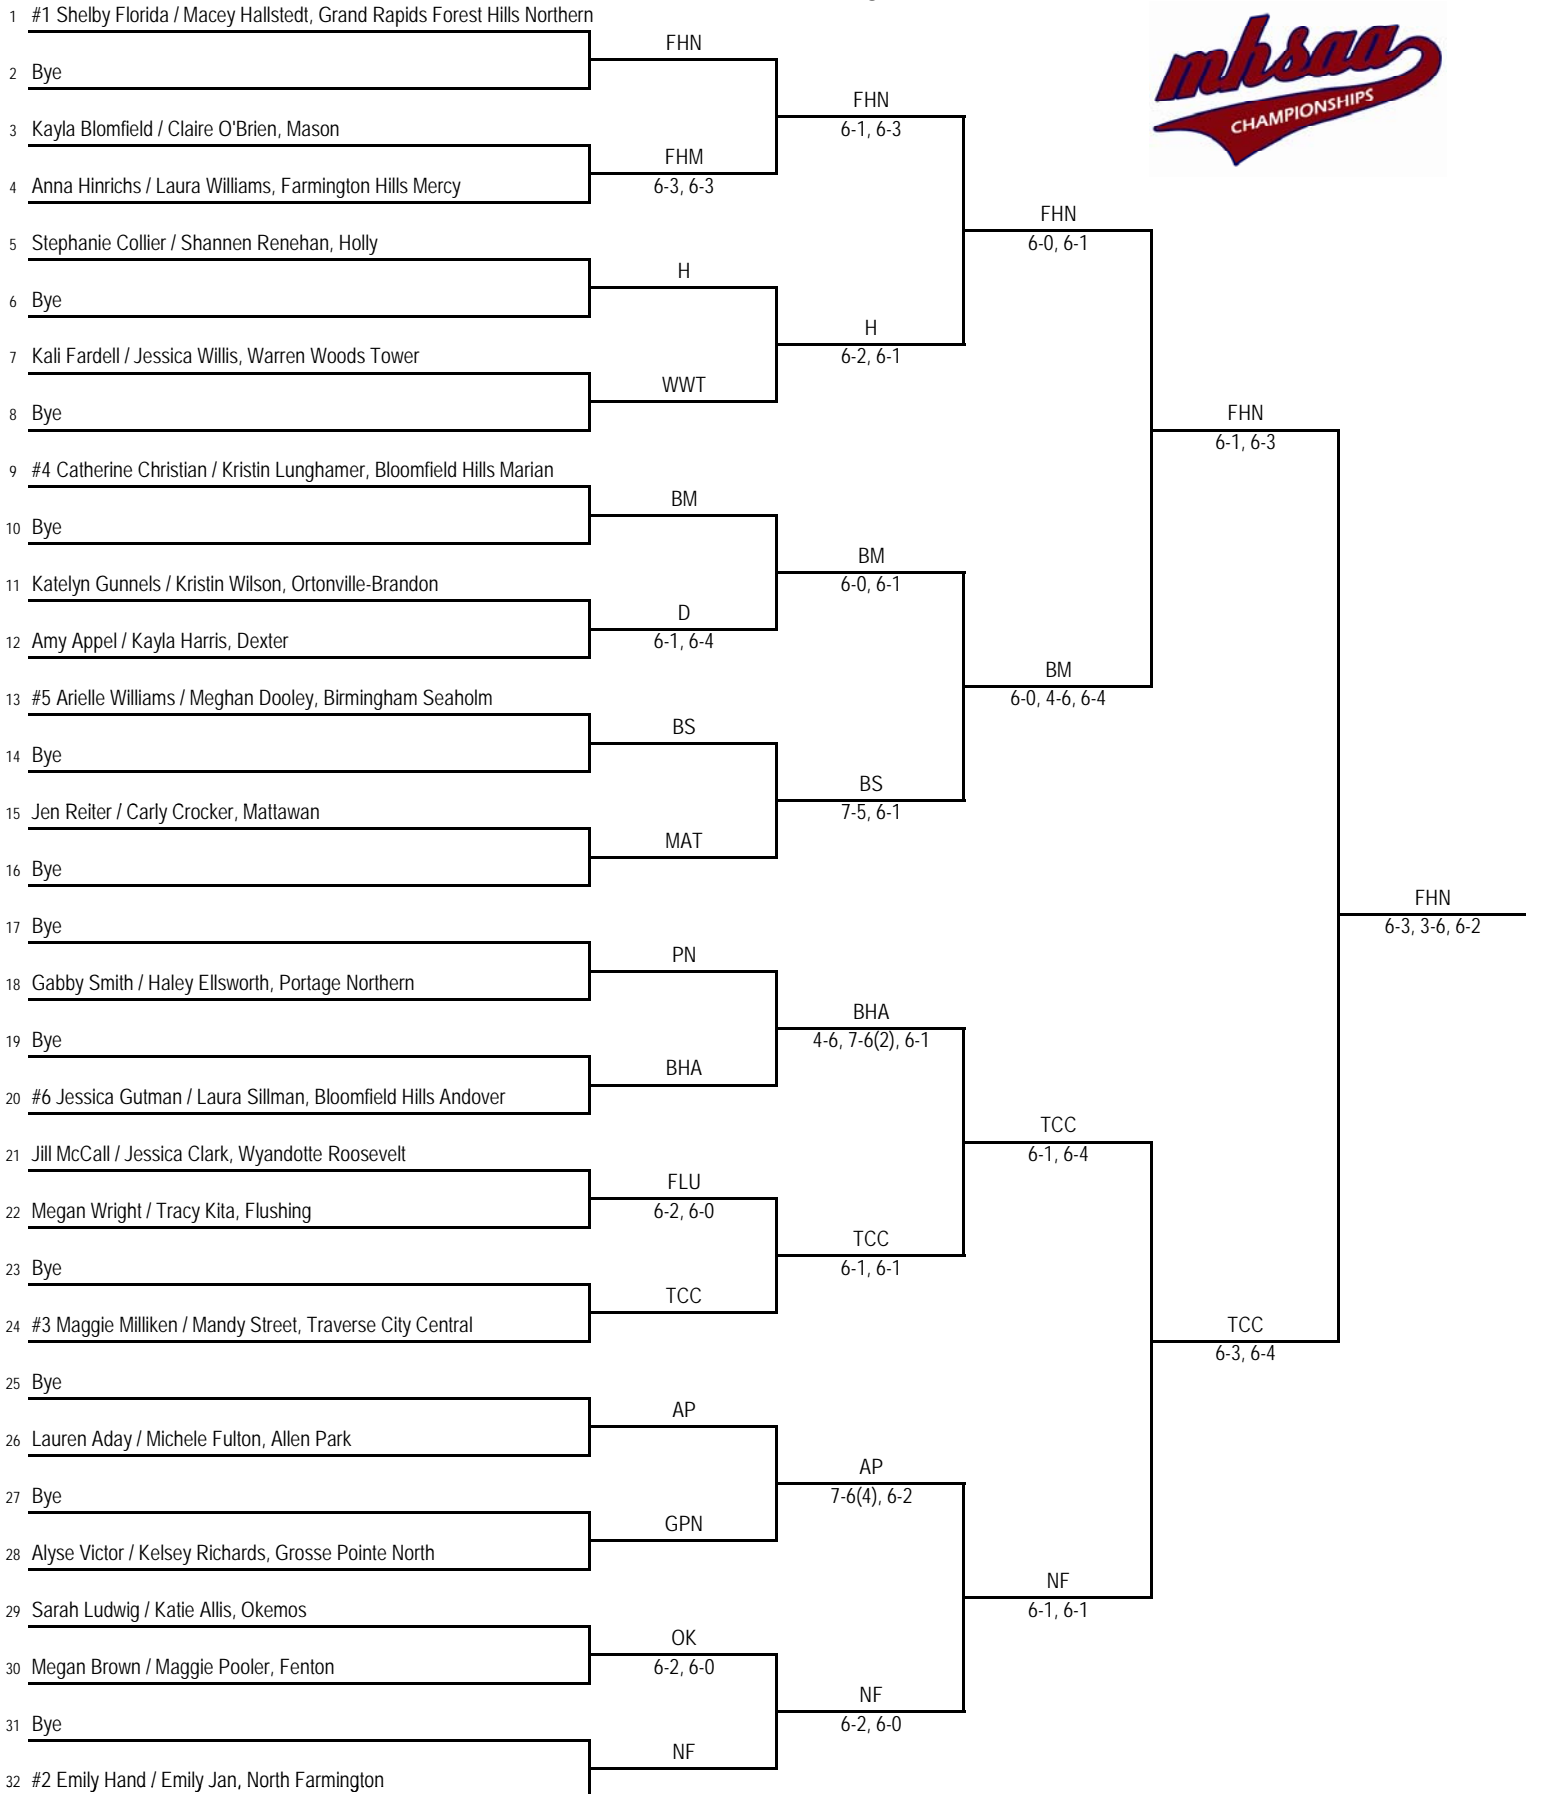 1 #1 Shelby Florida / Macey Hallstedt, Grand Rapids Forest Hills Northern
FHN
2 Bye
mhsaa
CHAMPIONSHIPS
FHN
6-1, 6-3
3 Kayla Blomfield / Claire O'Brien, Mason
FHM
6-3, 6-3
4 Anna Hinrichs / Laura Williams, Farmington Hills Mercy
FHN
6-0, 6-1
5 Stephanie Collier / Shannen Renehan, Holly
H
6 Bye
H
6-2, 6-1
7 Kali Fardell / Jessica Willis, Warren Woods Tower
WWT
8 Bye
FHN
6-1, 6-3
9 #4 Catherine Christian / Kristin Lunghamer, Bloomfield Hills Marian
BM
10 Bye
BM
6-0, 6-1
11 Katelyn Gunnels / Kristin Wilson, Ortonville-Brandon
D
6-1, 6-4
12 Amy Appel / Kayla Harris, Dexter
BM
6-0, 4-6, 6-4
13 #5 Arielle Williams / Meghan Dooley, Birmingham Seaholm
BS
14 Bye
BS
7-5, 6-1
15 Jen Reiter / Carly Crocker, Mattawan
MAT
16 Bye
FHN
6-3, 3-6, 6-2
17 Bye
PN
18 Gabby Smith / Haley Ellsworth, Portage Northern
BHA
4-6, 7-6(2), 6-1
19 Bye
BHA
20 #6 Jessica Gutman / Laura Sillman, Bloomfield Hills Andover
TCC
6-1, 6-4
21 Jill McCall / Jessica Clark, Wyandotte Roosevelt
FLU
6-2, 6-0
22 Megan Wright / Tracy Kita, Flushing
TCC
6-1, 6-1
23 Bye
TCC
24 #3 Maggie Milliken / Mandy Street, Traverse City Central
TCC
6-3, 6-4
25 Bye
AP
26 Lauren Aday / Michele Fulton, Allen Park
AP
7-6(4), 6-2
27 Bye
GPN
28 Alyse Victor / Kelsey Richards, Grosse Pointe North
NF
6-1, 6-1
29 Sarah Ludwig / Katie Allis, Okemos
OK
6-2, 6-0
30 Megan Brown / Maggie Pooler, Fenton
NF
6-2, 6-0
31 Bye
NF
32 #2 Emily Hand / Emily Jan, North Farmington